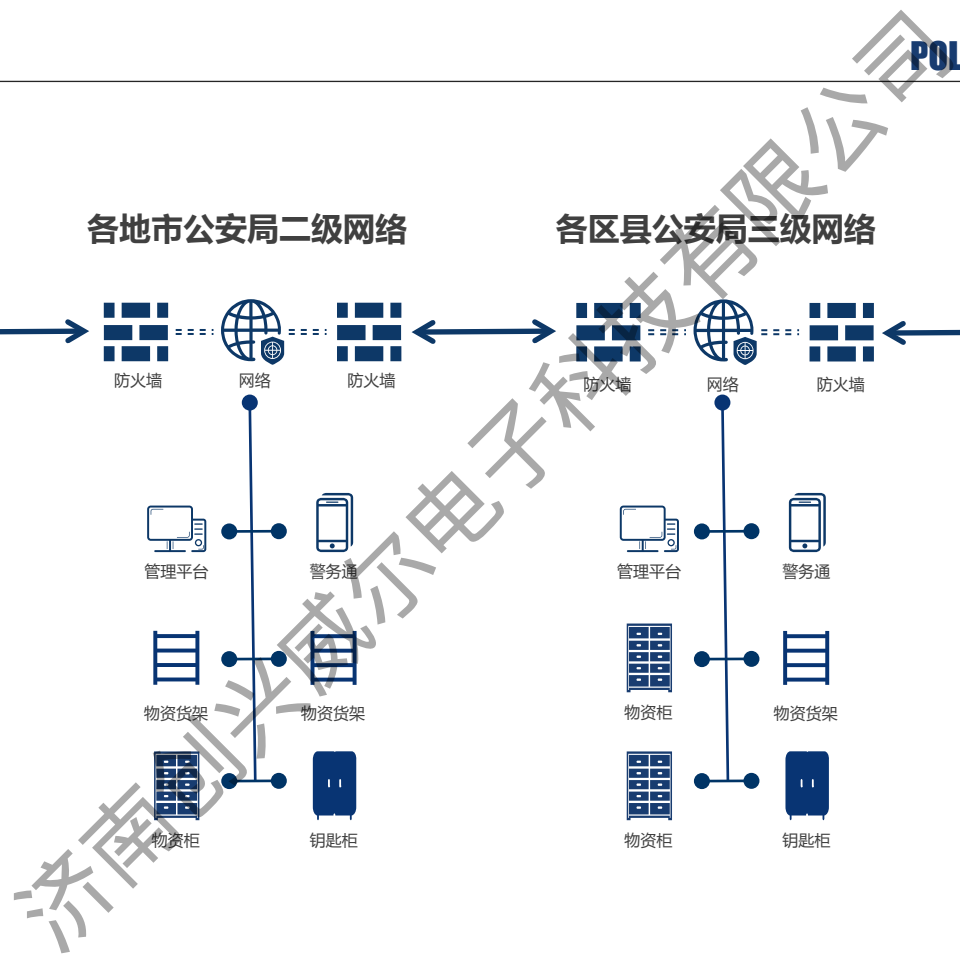 POL
各地市公安局二级网络
各区县公安局三级网络
防火墙
网络
防火墙
防火墙
网络
防火墙
管理平台
警务通
管理平台
警务通
物资货架
物资货架
物资柜
物资货架
物资柜
钥匙柜
物资柜
钥匙柜
济南创兴威尔电子科技有限公司